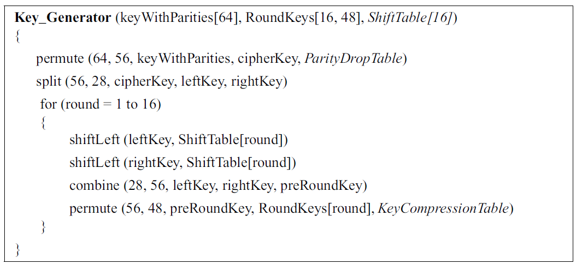 Key_Generator (keyWithParities[64], RoundKeys[16, 48], ShiftTable[16])
{
permute (64, 56, keyWithParities, cipherKey, ParityDropTable)
split (56, 28, cipherKey, leftKey, rightKey)
for (round = 1 to 16)
{
shiftLeft (leftKey, ShiftTable[round])
shiftLeft (rightKey, ShiftTable[round])
combine (28, 56, leftKey, rightKey, preRoundKey)
permute (56, 48, preRoundKey, RoundKeys[round], KeyCompressionTable)
}
}